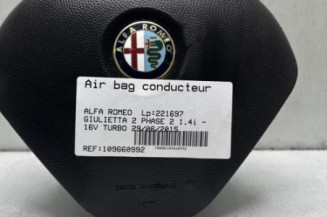 ALFA ROMEO
Air bag conducteur
ALFA ROMEO Lp:221697
GIULIETTA 2 PHASE 2 1.4i -
16V TURBO 29/06/2015
REF:109660992